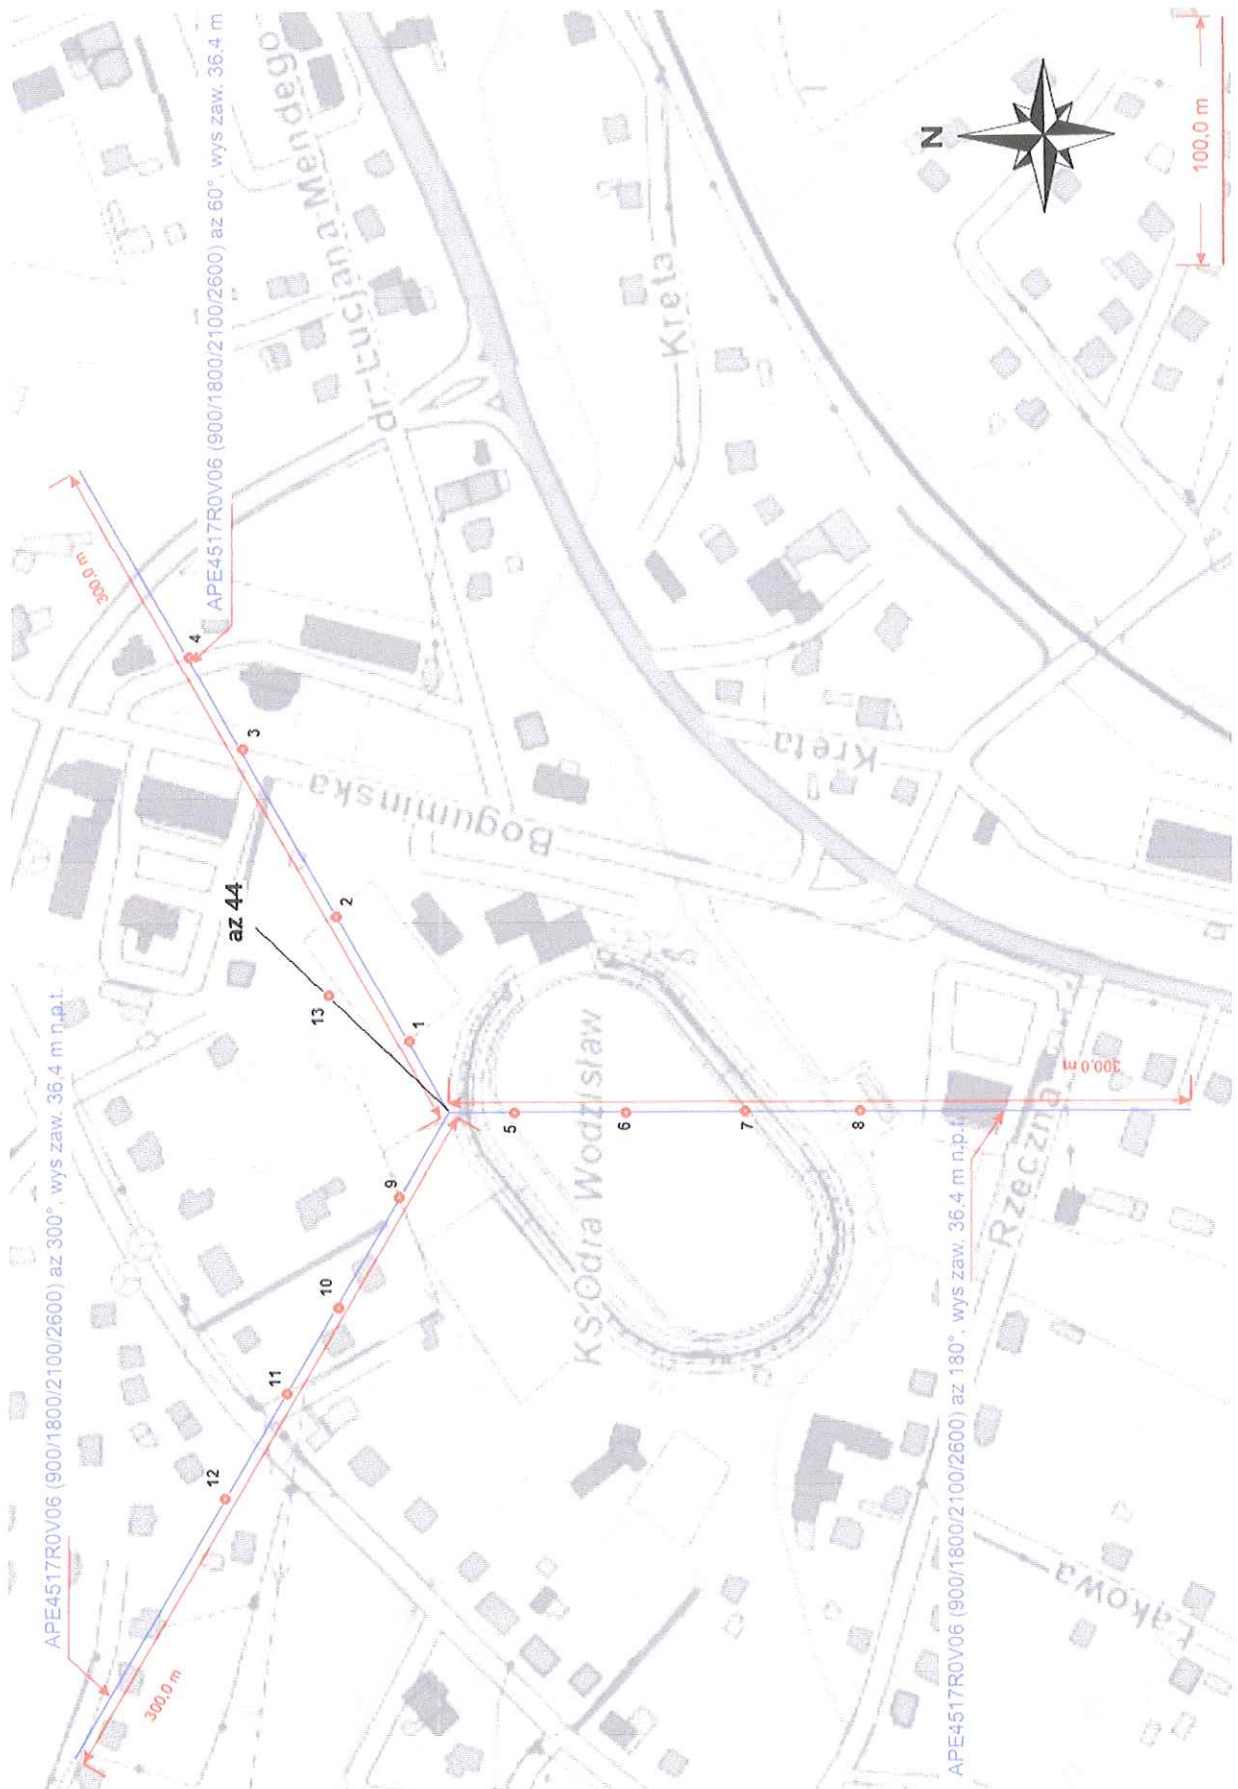 APE4517R0V06 (900/1800/2100/2600) az 300°, wys zaw. 36.4 m n.p.t.
APE4517R0V06 (900/1800/2100/2600) az 60°, wys zaw. 36.4 m
dr Lucjana Mendego
300,0 m
4
3
az 44
Boguminska
2
13
1
N
Kreta
Kreta
100,0 m
9
10
11
12
300,0 m
5
6
7
8
KS Odra Wodzisław
300,0 m
Rzeczna
APE4517R0V06 (900/1800/2100/2600) az 180°, wys zaw. 36.4 m n.p.t.
Łąkowa